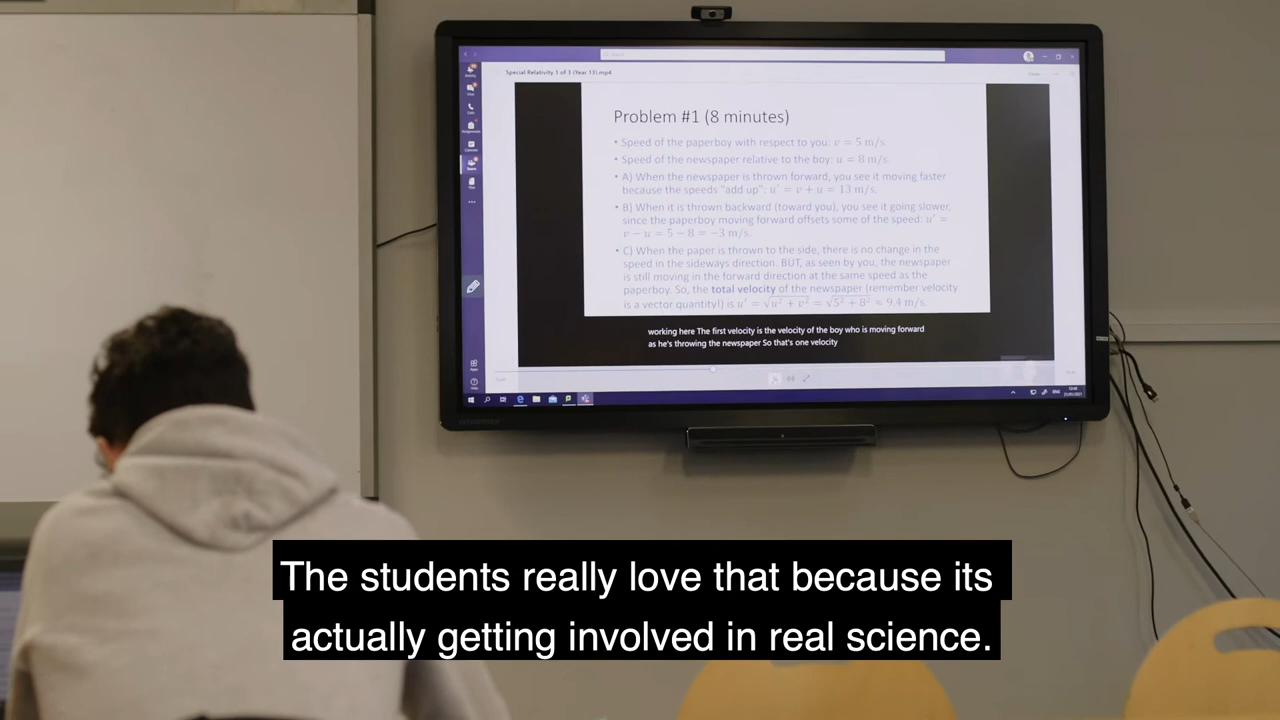 Special Relativity 1 of 3 (Year 13).mp4
Problem #1 (8 minutes)
• Speed of the paperboy with respect to you: v = 5 m/s.
• Speed of the newspaper relative to the boy: u = 8 m/s.
• A) When the newspaper is thrown forward, you see it moving faster
because the speeds "add up": u' = v + u = 13 m/s.
• B) When it is thrown backward (toward you), you see it going slower,
since the paperboy moving forward offsets some of the speed: u' =
v − u = 5 − 8 = −3 m/s.
• C) When the paper is thrown to the side, there is no change in the
speed in the sideways direction. BUT, as seen by you, the newspaper
is still moving in the forward direction at the same speed as the
paperboy. So, the total velocity of the newspaper (remember velocity
is a vector quantity!) is u' = √u² + v² = √5² + 8² ≈ 9.4 m/s.
working here The first velocity is the velocity of the boy who is moving forward
as he's throwing the newspaper So that's one velocity
The students really love that because its
actually getting involved in real science.